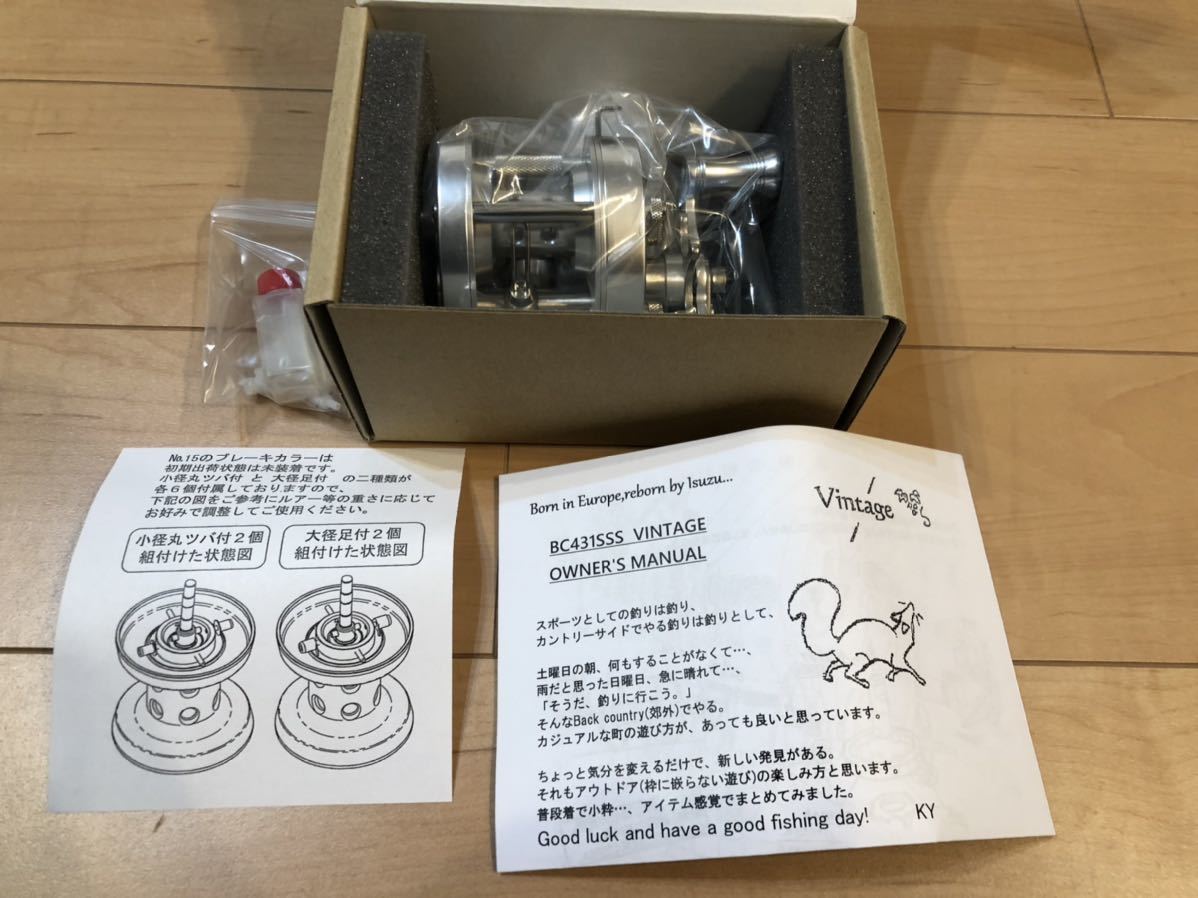 No.15のブレーキカラーは
初期出荷状態は未装着です。
小径丸ツバ付 と 大径足付 の二種類が
各6個付属しておりますので、
下記の図をご参考にルアー等の重さに応じて
お好みで調整してご使用ください。
小径丸ツバ付2個
組付けた状態図
大径足付2個
組付けた状態図
Born in Europe,reborn by Isuzu...
Vintage
BC431SSS VINTAGE
OWNER'S MANUAL
スポーツとしての釣りは釣り、
カントリーサイドでやる釣りは釣りとして、
土曜日の朝、何もすることがなくて…、
雨だと思った日曜日、急に晴れて…、
「そうだ、釣りに行こう。」
そんなBack country(郊外)でやる。
カジュアルな町の遊び方が、あっても良いと思っています。
ちょっと気分を変えるだけで、新しい発見がある。
それもアウトドア(枠に嵌らない遊び)の楽しみ方と思います。
普段着で小粋…、アイテム感覚でまとめてみました。
Good luck and have a good fishing day! KY